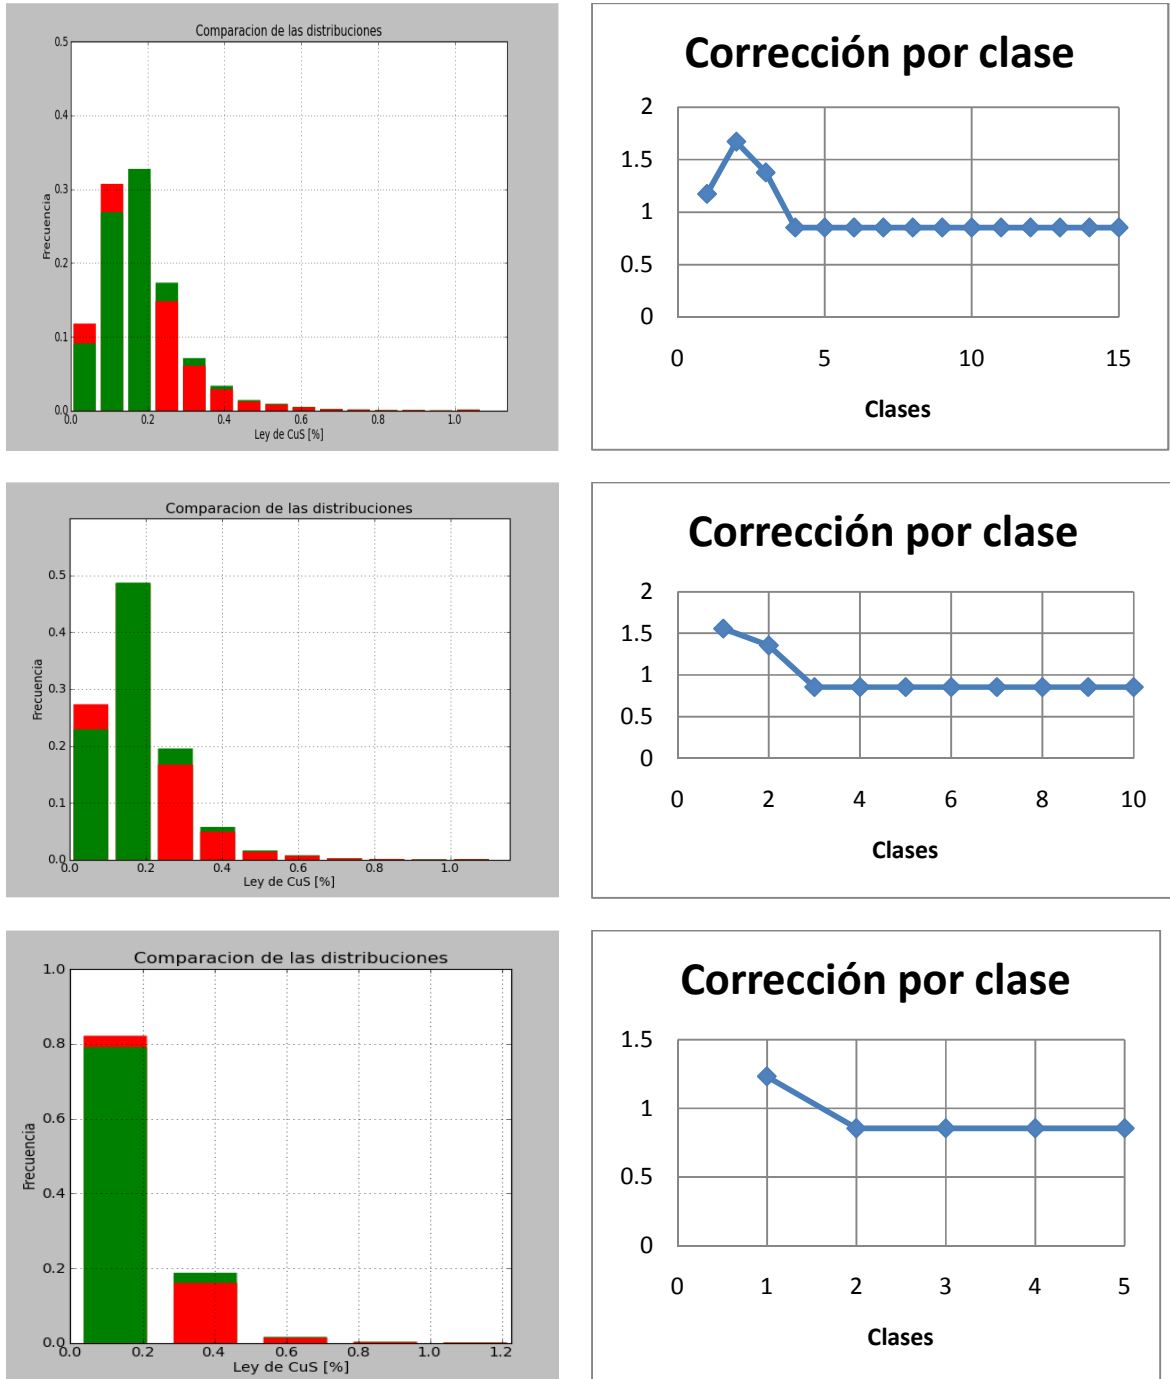 Comparacion de las distribuciones
0.5
0.4
0.3
0.2
0.1
0.0
Frecuencia
0.0 0.2 0.4 0.6 0.8 1.0
Ley de CuS [%]
Corrección por clase
2
1.5
1
0.5
0
0 5 10 15
Clases
Comparacion de las distribuciones
0.5
0.4
0.3
0.2
0.1
0.0
Frecuencia
0.0 0.2 0.4 0.6 0.8 1.0
Ley de CuS [%]
Corrección por clase
2
1.5
1
0.5
0
0 2 4 6 8 10
Clases
Comparacion de las distribuciones
1.0
0.8
0.6
0.4
0.2
0.0
Frecuencia
0.0 0.2 0.4 0.6 0.8 1.0 1.2
Ley de CuS [%]
Corrección por clase
1.5
1
0.5
0
0 1 2 3 4 5
Clases